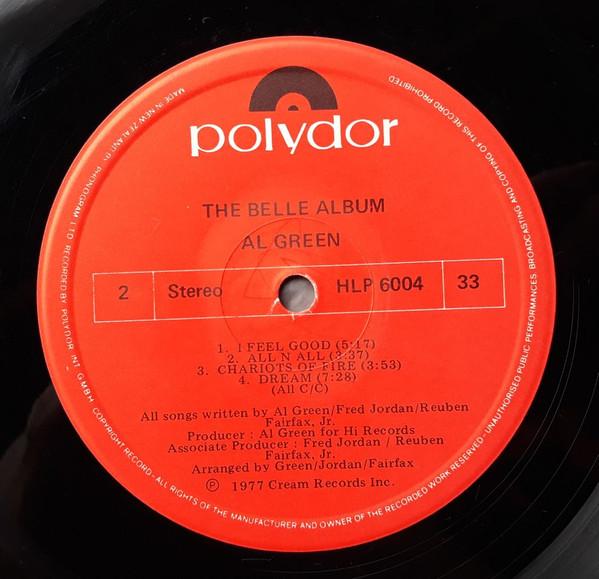 polydor
THE BELLE ALBUM
AL GREEN
2 Stereo HLP 6004 33
1. I FEEL GOOD (5:17)
2. ALL N ALL (3:37)
3. CHARIOTS OF FIRE (3:53)
4. DREAM (7:28)
(All C/C)
All songs written by Al Green/Fred Jordan/Reuben
Fairfax, Jr.
Producer : Al Green for Hi Records
Associate Producer : Fred Jordan / Reuben
Fairfax, Jr.
Arranged by Green/Jordan/Fairfax
℗ 1977 Cream Records Inc.
MADE IN NEW ZEALAND BY PHONOGRAM LTD. RECORDED BY POLYDOR INT. GMBH COPYRIGHT RECORD - ALL RIGHTS OF THE MANUFACTURER AND OWNER OF THE RECORDED WORK RESERVED - UNAUTHORISED PUBLIC PERFORMANCES BROADCASTING AND COPYING OF THIS RECORD PROHIBITED